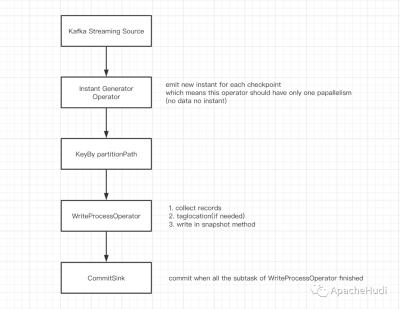 Kafka Streaming Source
Instant Generator
Operator
emit new instant for each checkpoint
which means this operator should have only one papallelism
(no data no instant)
KeyBy partitionPath
WriteProcessOperator
1. collect records
2. taglocation(if needed)
3. write in snapshot method
CommitSink
commit when all the subtask of WriteProcessOperator finished
ApacheHudi